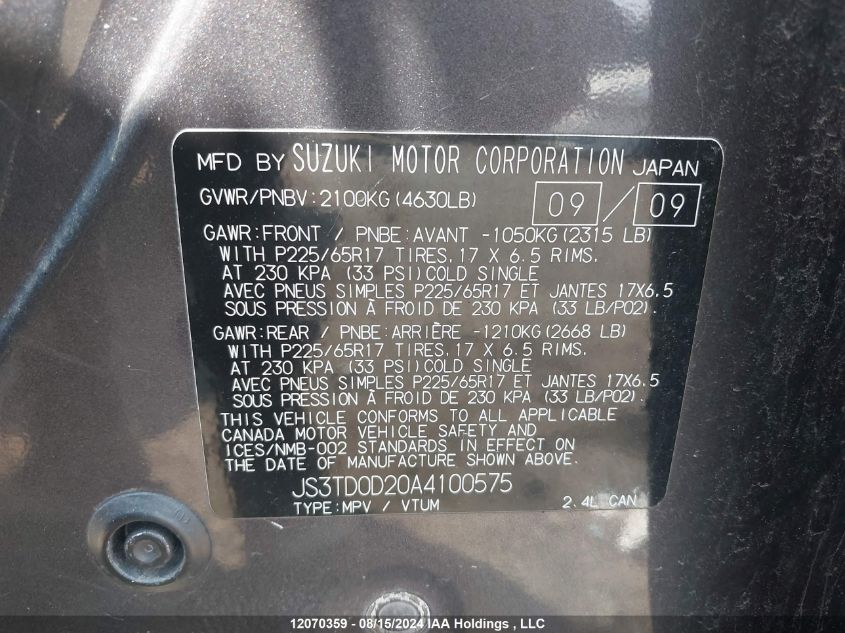 MFD BY SUZUKI MOTOR CORPORATION JAPAN
GVWR/PNBV:2100KG(4630LB) 09/09
GAWR:FRONT / PNBE:AVANT -1050KG(2315 LB)
WITH P225/65R17 TIRES,17 X 6.5 RIMS,
AT 230 KPA (33 PSI)COLD SINGLE
AVEC PNEUS SIMPLES P225/65R17 ET JANTES 17X6.5
SOUS PRESSION À FROID DE 230 KPA (33 LB/PO2).
GAWR:REAR / PNBE:ARRIÈRE -1210KG(2668 LB)
WITH P225/65R17 TIRES,17 X 6.5 RIMS,
AT 230 KPA (33 PSI)COLD SINGLE
AVEC PNEUS SIMPLES P225/65R17 ET JANTES 17X6.5
SOUS PRESSION À FROID DE 230 KPA (33 LB/PO2).
THIS VEHICLE CONFORMS TO ALL APPLICABLE
CANADA MOTOR VEHICLE SAFETY AND
ICES/NMB-002 STANDARDS IN EFFECT ON
THE DATE OF MANUFACTURE SHOWN ABOVE.
JS3TD0D20A4100575
TYPE:MPV / VTUM 2.4L CAN
12070359 - 08/15/2024 IAA Holdings , LLC